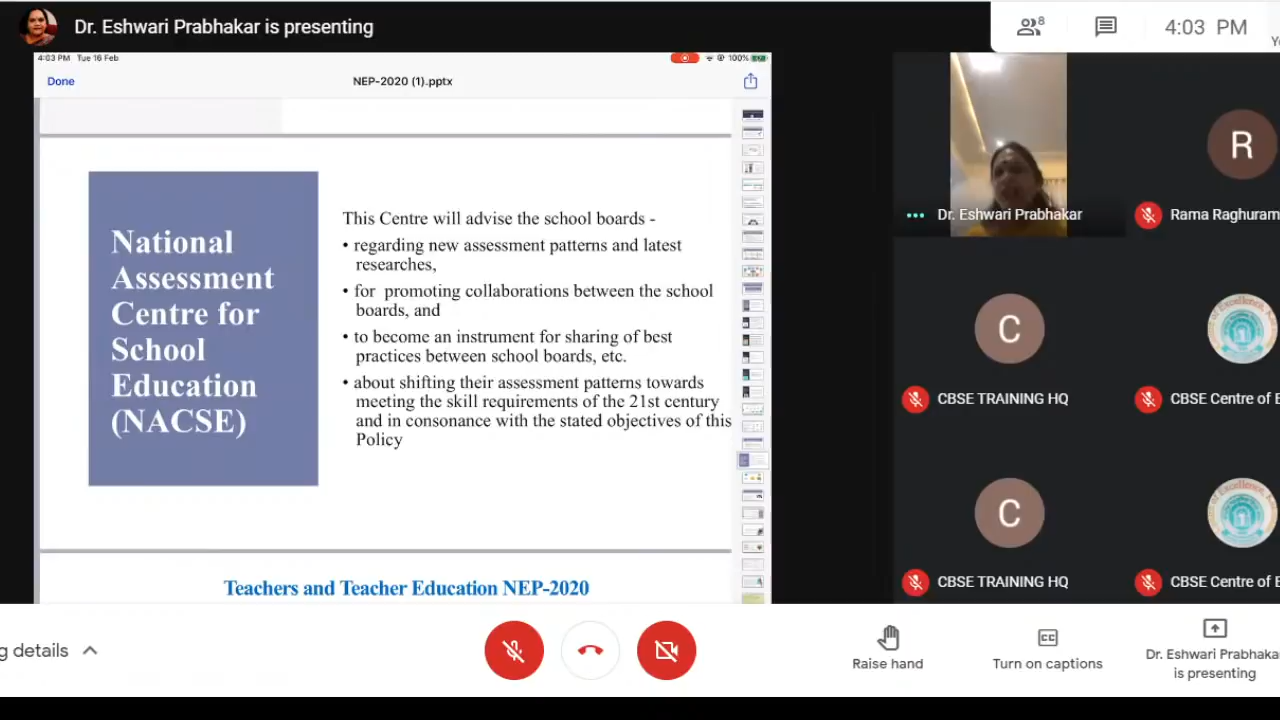 Dr. Eshwari Prabhakar is presenting
8
4:03 PM
4:03 PM Tue 16 Feb
100%
Done
NEP-2020 (1).pptx
National
Assessment
Centre for
School
Education
(NACSE)
This Centre will advise the school boards -
• regarding new assessment patterns and latest
researches,
• for promoting collaborations between the school
boards, and
• to become an instrument for sharing of best
practices between school boards, etc.
• about shifting their assessment patterns towards
meeting the skill requirements of the 21st century
and in consonance with the stated objectives of this
Policy
Teachers and Teacher Education NEP-2020
Dr. Eshwari Prabhakar
R
Rama Raghuram
C
CBSE TRAINING HQ
CBSE Centre of E
C
CBSE TRAINING HQ
CBSE Centre of E
g details
Raise hand
CC
Turn on captions
Dr. Eshwari Prabhaka
is presenting